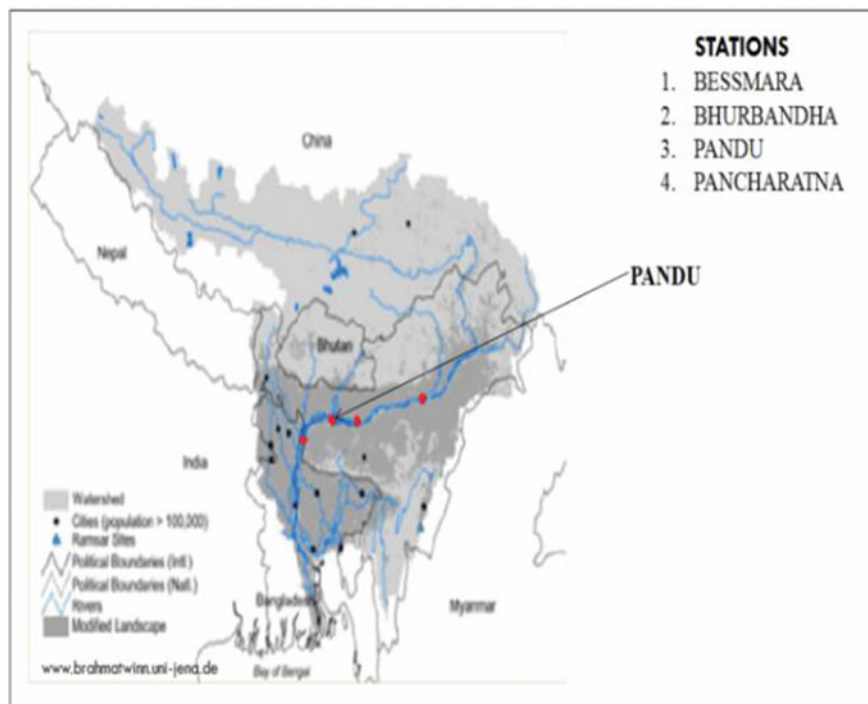 STATIONS
1. BESSMARA
2. BHURBANDHA
3. PANDU
4. PANCHARATNA
China
Nepal
PANDU
Bhutan
India
Watershed
Cities (population > 100,000)
Ramsar Sites
Political Boundaries (Intl.)
Political Boundaries (Natl.)
Rivers
Modified Landscape
Bangladesh
Myanmar
www.brahmatwinn.uni-jena.de
Bay of Bengal